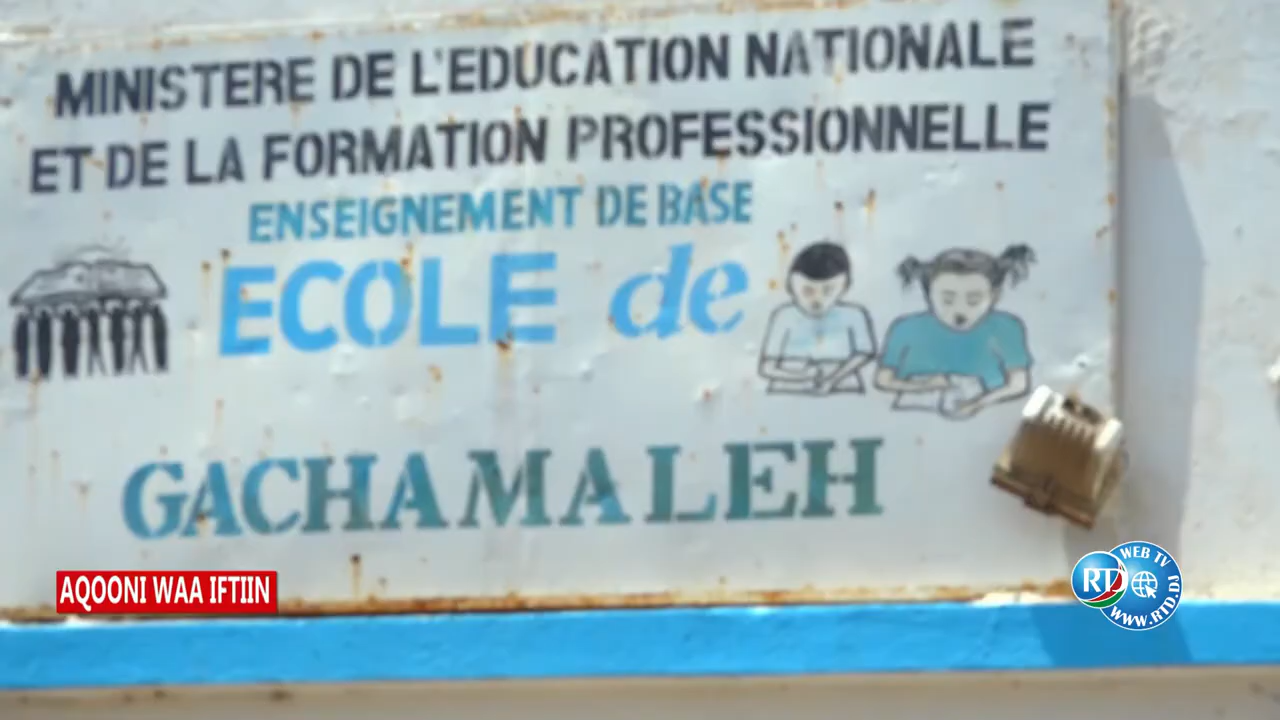 MINISTERE DE L'EDUCATION NATIONALE
ET DE LA FORMATION PROFESSIONNELLE
ENSEIGNEMENT DE BASE
ECOLE de
GACHAMALEH
AQOONI WAA IFTIIN
RTD
WEB TV
WWW.RTD.DJ